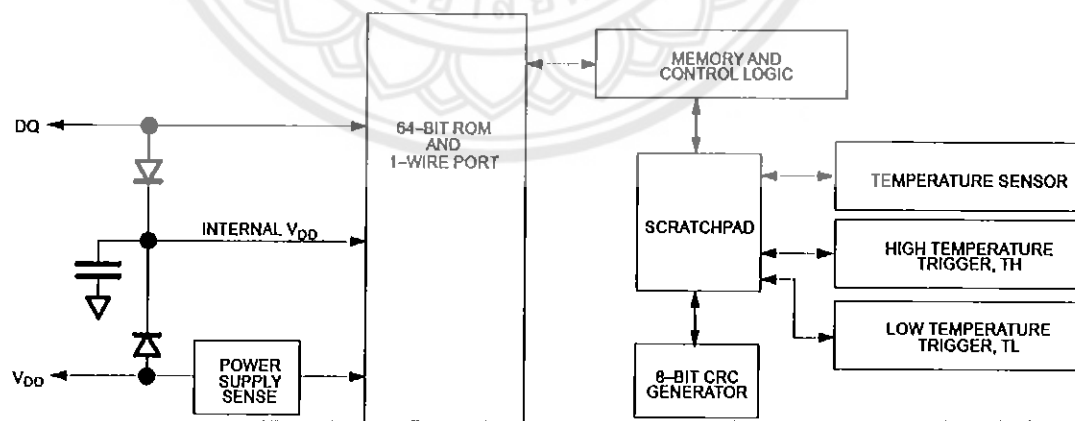 MEMORY AND
CONTROL LOGIC
DQ
64-BIT ROM
AND
1-WIRE PORT
TEMPERATURE SENSOR
SCRATCHPAD
INTERNAL VDD
HIGH TEMPERATURE
TRIGGER, TH
LOW TEMPERATURE
TRIGGER, TL
VDD
POWER
SUPPLY
SENSE
8-BIT CRC
GENERATOR